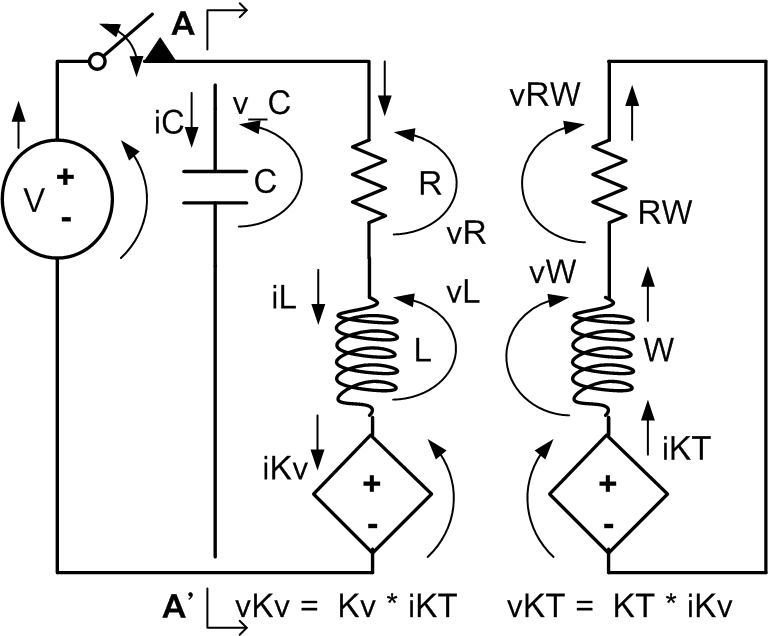 A
v_C
iC
vRW
V
+
-
C
R
RW
vR
iL
vL
vW
L
W
iKv
+
-
+
-
iKT
A’
vKv = Kv * iKT
vKT = KT * iKv